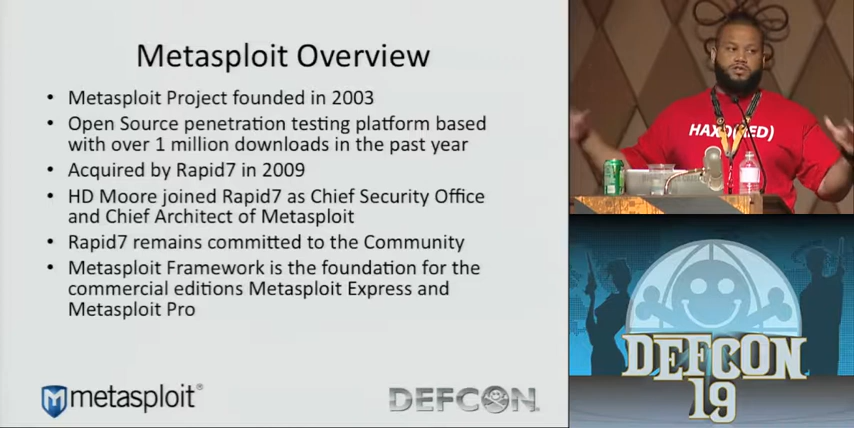 Metasploit Overview
• Metasploit Project founded in 2003
• Open Source penetration testing platform based
with over 1 million downloads in the past year
• Acquired by Rapid7 in 2009
• HD Moore joined Rapid7 as Chief Security Office
and Chief Architect of Metasploit
• Rapid7 remains committed to the Community
• Metasploit Framework is the foundation for the
commercial editions Metasploit Express and
Metasploit Pro
metasploit®
DEFCON
DEFCON
19